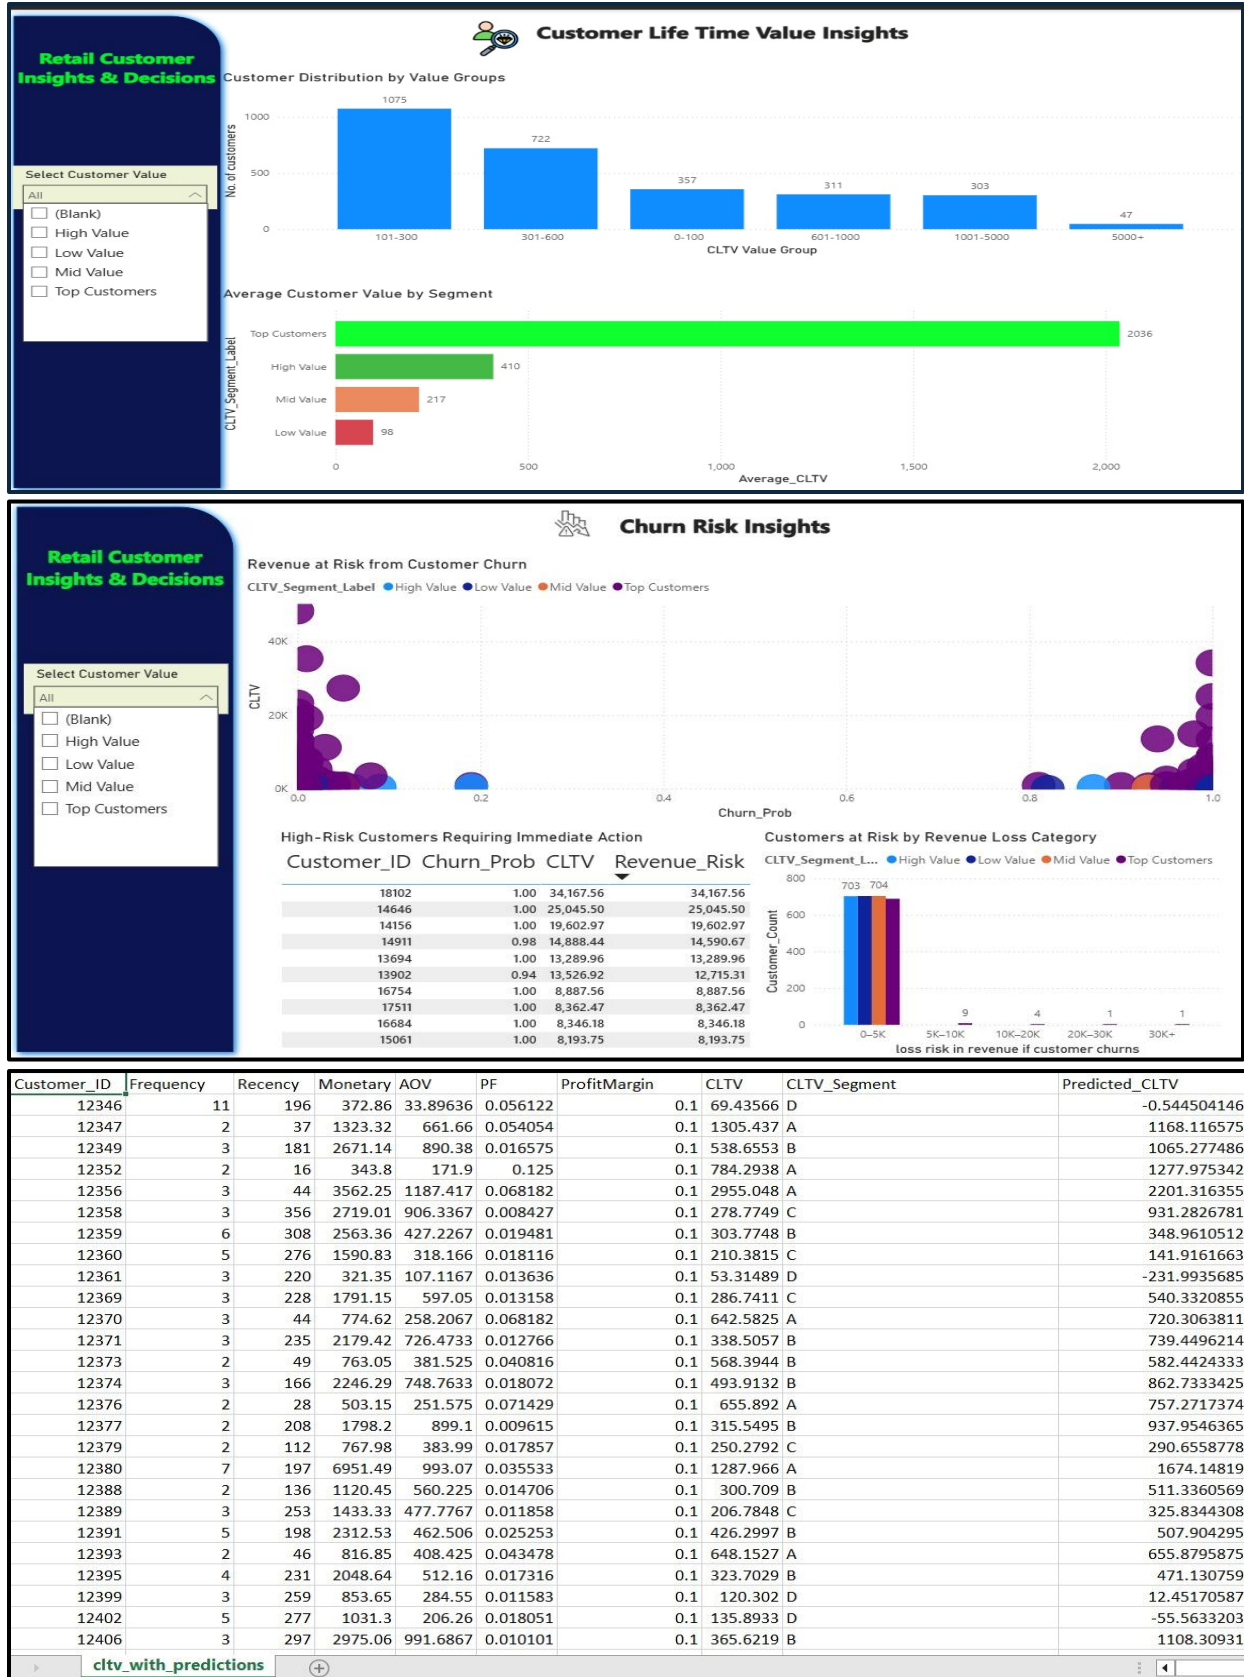 Customer Life Time Value Insights
Retail Customer
Insights & Decisions
Select Customer Value
All
(Blank)
High Value
Low Value
Mid Value
Top Customers
Customer Distribution by Value Groups
No. of customers
1000
500
0
1075
722
357
311
303
47
101-300
301-600
0-100
601-1000
1001-5000
5000+
CLTV Value Group
Average Customer Value by Segment
CLTV_Segment_Label
Top Customers
2036
High Value
410
Mid Value
217
Low Value
98
0
500
1,000
1,500
2,000
Average_CLTV
Churn Risk Insights
Retail Customer
Insights & Decisions
Select Customer Value
All
(Blank)
High Value
Low Value
Mid Value
Top Customers
Revenue at Risk from Customer Churn
CLTV_Segment_Label High Value Low Value Mid Value Top Customers
CLTV
40K
20K
0K
0.0
0.2
0.4
0.6
0.8
1.0
Churn_Prob
High-Risk Customers Requiring Immediate Action
Customer_ID Churn_Prob CLTV Revenue_Risk
18102 1.00 34,167.56 34,167.56
14646 1.00 25,045.50 25,045.50
14156 1.00 19,602.97 19,602.97
14911 0.98 14,888.44 14,590.67
13694 1.00 13,289.96 13,289.96
13902 0.94 13,526.92 12,715.31
16754 1.00 8,887.56 8,887.56
17511 1.00 8,362.47 8,362.47
16684 1.00 8,346.18 8,346.18
15061 1.00 8,193.75 8,193.75
Customers at Risk by Revenue Loss Category
CLTV_Segment_L... High Value Low Value Mid Value Top Customers
Customer_Count
800
600
400
200
0
703 704
9
4
1
1
0–5K
5K–10K
10K–20K
20K–30K
30K+
loss risk in revenue if customer churns
Customer_ID Frequency Recency Monetary AOV PF ProfitMargin CLTV CLTV_Segment Predicted_CLTV
12346 11 196 372.86 33.89636 0.056122 0.1 69.43566 D -0.544504146
12347 2 37 1323.32 661.66 0.054054 0.1 1305.437 A 1168.116575
12349 3 181 2671.14 890.38 0.016575 0.1 538.6553 B 1065.277486
12352 2 16 343.8 171.9 0.125 0.1 784.2938 A 1277.975342
12356 3 44 3562.25 1187.417 0.068182 0.1 2955.048 A 2201.316355
12358 3 356 2719.01 906.3367 0.008427 0.1 278.7749 C 931.2826781
12359 6 308 2563.36 427.2267 0.019481 0.1 303.7748 B 348.9610512
12360 5 276 1590.83 318.166 0.018116 0.1 210.3815 C 141.9161663
12361 3 220 321.35 107.1167 0.013636 0.1 53.31489 D -231.9935685
12369 3 228 1791.15 597.05 0.013158 0.1 286.7411 C 540.3320855
12370 3 44 774.62 258.2067 0.068182 0.1 642.5825 A 720.3063811
12371 3 235 2179.42 726.4733 0.012766 0.1 338.5057 B 739.4496214
12373 2 49 763.05 381.525 0.040816 0.1 568.3944 B 582.4424333
12374 3 166 2246.29 748.7633 0.018072 0.1 493.9132 B 862.7333425
12376 2 28 503.15 251.575 0.071429 0.1 655.892 A 757.2717374
12377 2 208 1798.2 899.1 0.009615 0.1 315.5495 B 937.9546365
12379 2 112 767.98 383.99 0.017857 0.1 250.2792 C 290.6558778
12380 7 197 6951.49 993.07 0.035533 0.1 1287.966 A 1674.14819
12388 2 136 1120.45 560.225 0.014706 0.1 300.709 B 511.3360569
12389 3 253 1433.33 477.7767 0.011858 0.1 206.7848 C 325.8344308
12391 5 198 2312.53 462.506 0.025253 0.1 426.2997 B 507.904295
12393 2 46 816.85 408.425 0.043478 0.1 648.1527 A 655.8795875
12395 4 231 2048.64 512.16 0.017316 0.1 323.7029 B 471.130759
12399 3 259 853.65 284.55 0.011583 0.1 120.302 D 12.45170587
12402 5 277 1031.3 206.26 0.018051 0.1 135.8933 D -55.5633203
12406 3 297 2975.06 991.6867 0.010101 0.1 365.6219 B 1108.30931
cltv_with_predictions